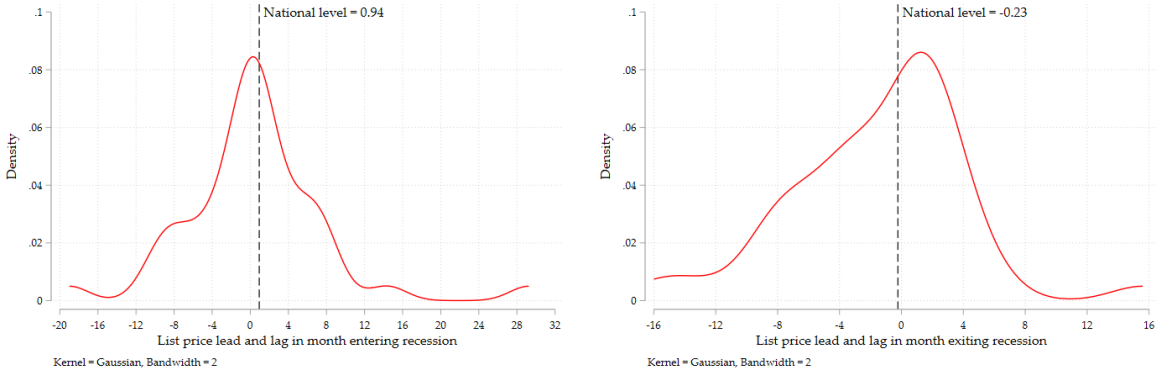 National level = 0.94
.1
.08
.06
.04
.02
0
Density
-20 -16 -12 -8 -4 0 4 8 12 16 20 24 28 32
List price lead and lag in month entering recession
Kernel = Gaussian, Bandwidth = 2
National level = -0.23
.1
.08
.06
.04
.02
0
Density
-16 -12 -8 -4 0 4 8 12 16
List price lead and lag in month exiting recession
Kernel = Gaussian, Bandwidth = 2